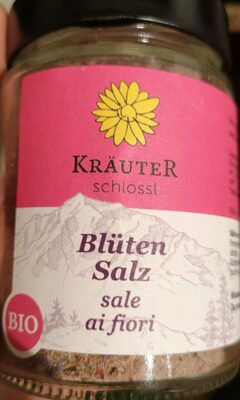 KRÄUTER
schlössl
Blüten
Salz
sale
ai fiori
BIO